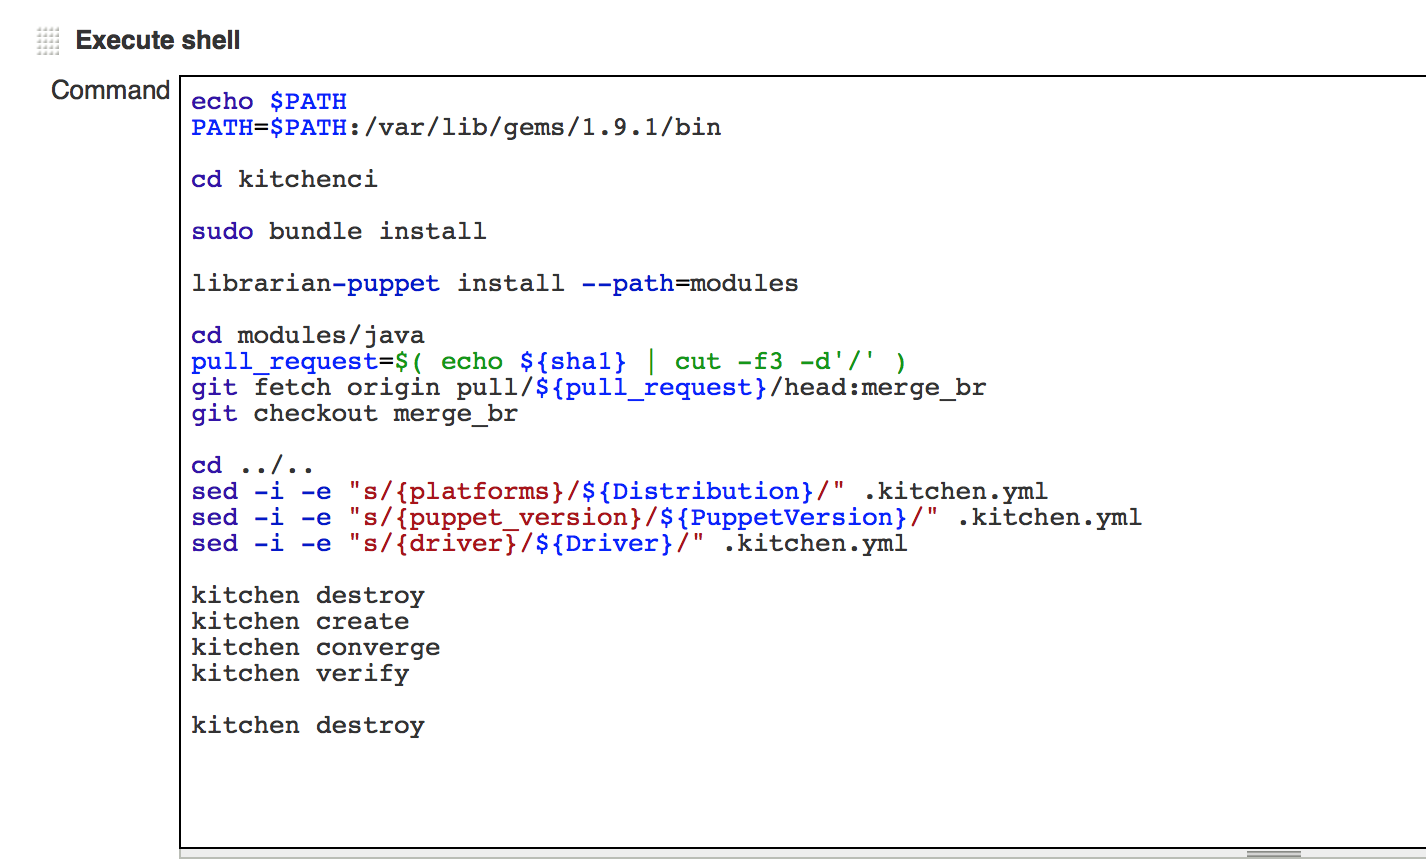 Execute shell
Command
echo $PATH
PATH=$PATH:/var/lib/gems/1.9.1/bin
cd kitchenci
sudo bundle install
librarian-puppet install --path=modules
cd modules/java
pull_request=$( echo ${sha1} | cut -f3 -d'/' )
git fetch origin pull/${pull_request}/head:merge_br
git checkout merge_br
cd ../..
sed -i -e "s/{platforms}/${Distribution}/" .kitchen.yml
sed -i -e "s/{puppet_version}/${PuppetVersion}/" .kitchen.yml
sed -i -e "s/{driver}/${Driver}/" .kitchen.yml
kitchen destroy
kitchen create
kitchen converge
kitchen verify
kitchen destroy